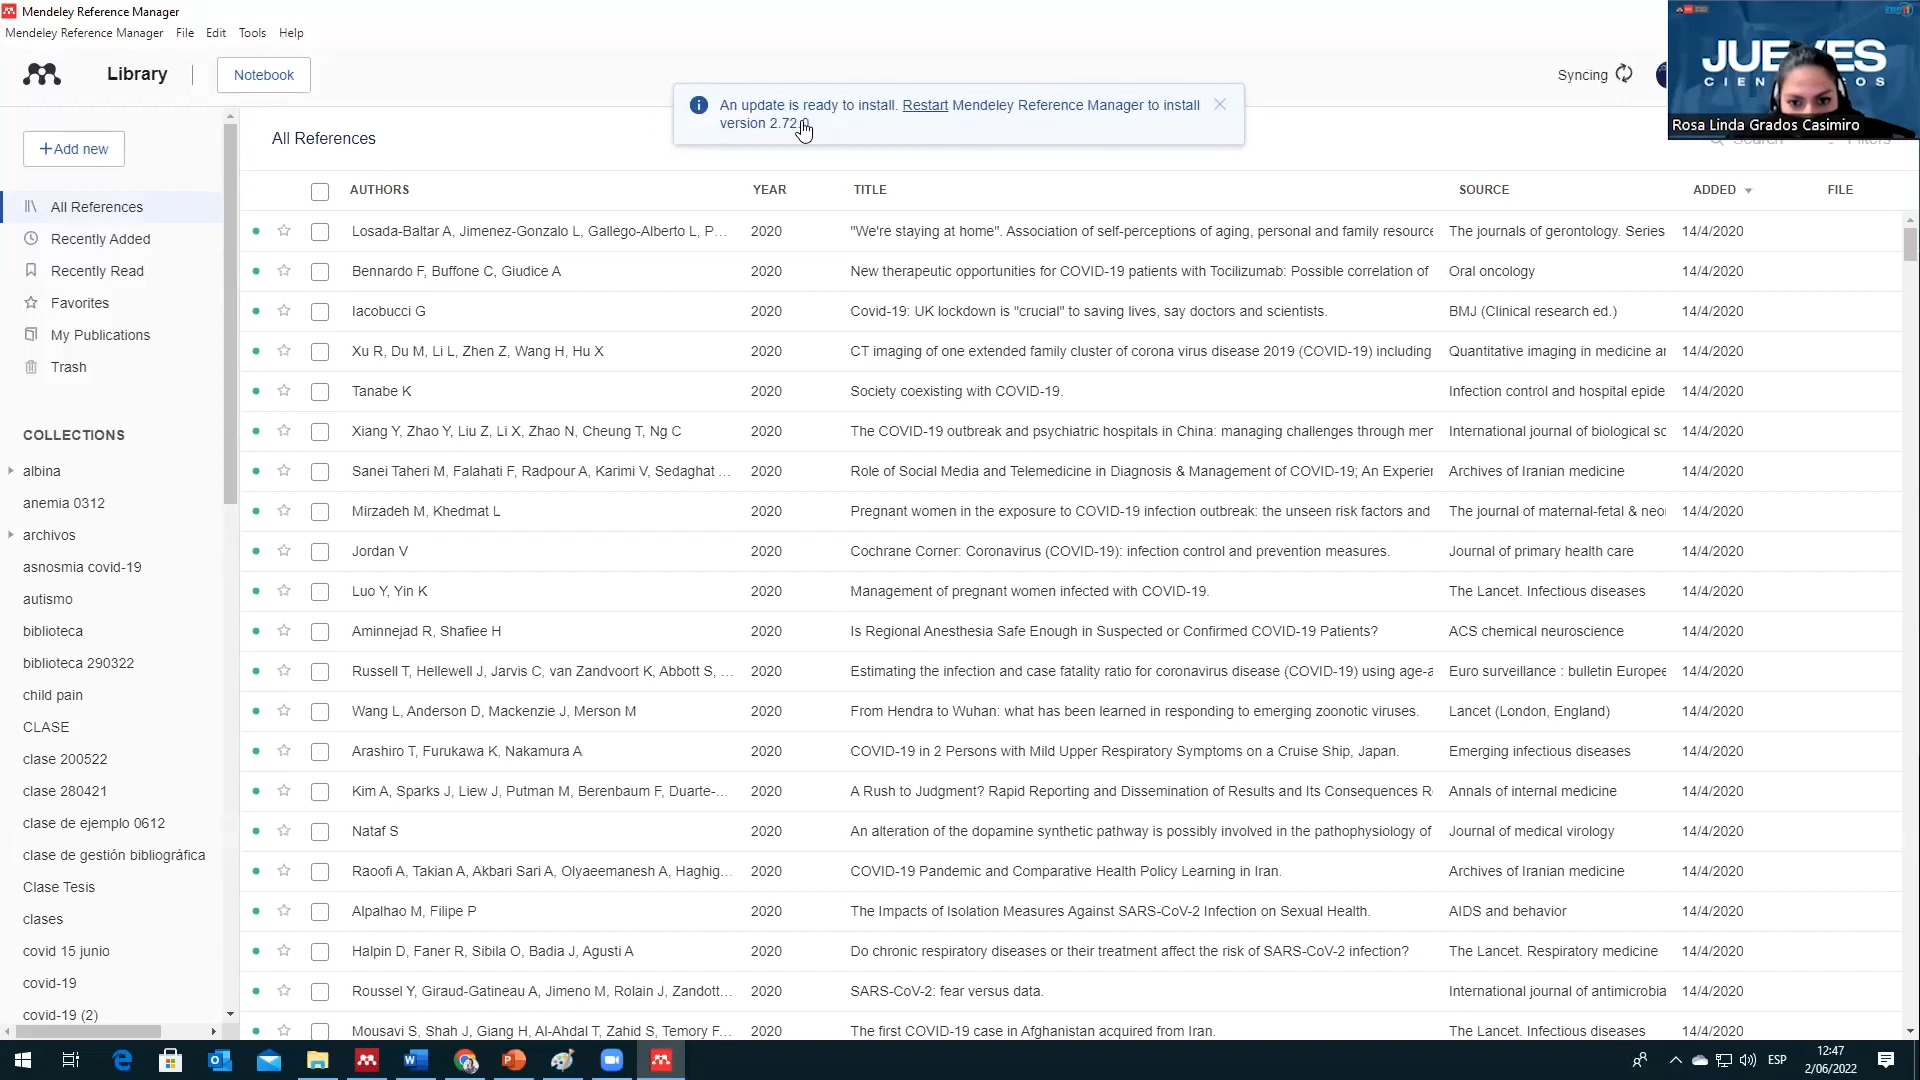 Mendeley Reference Manager
Mendeley Reference Manager File Edit Tools Help
Library
Notebook
Syncing
An update is ready to install. Restart Mendeley Reference Manager to install
version 2.72.0
JUEVES
CIENTÍFICOS
Rosa Linda Grados Casimiro
+Add new
All References
Search
Filters
All References
Recently Added
Recently Read
Favorites
My Publications
Trash
COLLECTIONS
albina
anemia 0312
archivos
asnosmia covid-19
autismo
biblioteca
biblioteca 290322
child pain
CLASE
clase 200522
clase 280421
clase de ejemplo 0612
clase de gestión bibliográfica
Clase Tesis
clases
covid 15 junio
covid-19
covid-19 (2)
AUTHORS YEAR TITLE SOURCE ADDED FILE
Losada-Baltar A, Jimenez-Gonzalo L, Gallego-Alberto L, P... 2020 "We're staying at home". Association of self-perceptions of aging, personal and family resource The journals of gerontology. Series 14/4/2020
Bennardo F, Buffone C, Giudice A 2020 New therapeutic opportunities for COVID-19 patients with Tocilizumab: Possible correlation of Oral oncology 14/4/2020
Iacobucci G 2020 Covid-19: UK lockdown is "crucial" to saving lives, say doctors and scientists. BMJ (Clinical research ed.) 14/4/2020
Xu R, Du M, Li L, Zhen Z, Wang H, Hu X 2020 CT imaging of one extended family cluster of corona virus disease 2019 (COVID-19) including Quantitative imaging in medicine ar 14/4/2020
Tanabe K 2020 Society coexisting with COVID-19. Infection control and hospital epide 14/4/2020
Xiang Y, Zhao Y, Liu Z, Li X, Zhao N, Cheung T, Ng C 2020 The COVID-19 outbreak and psychiatric hospitals in China: managing challenges through mer International journal of biological sc 14/4/2020
Sanei Taheri M, Falahati F, Radpour A, Karimi V, Sedaghat ... 2020 Role of Social Media and Telemedicine in Diagnosis & Management of COVID-19; An Experier Archives of Iranian medicine 14/4/2020
Mirzadeh M, Khedmat L 2020 Pregnant women in the exposure to COVID-19 infection outbreak: the unseen risk factors and The journal of maternal-fetal & neo 14/4/2020
Jordan V 2020 Cochrane Corner: Coronavirus (COVID-19): infection control and prevention measures. Journal of primary health care 14/4/2020
Luo Y, Yin K 2020 Management of pregnant women infected with COVID-19. The Lancet. Infectious diseases 14/4/2020
Aminnejad R, Shafiee H 2020 Is Regional Anesthesia Safe Enough in Suspected or Confirmed COVID-19 Patients? ACS chemical neuroscience 14/4/2020
Russell T, Hellewell J, Jarvis C, van Zandvoort K, Abbott S, ... 2020 Estimating the infection and case fatality ratio for coronavirus disease (COVID-19) using age-a Euro surveillance : bulletin Europee 14/4/2020
Wang L, Anderson D, Mackenzie J, Merson M 2020 From Hendra to Wuhan: what has been learned in responding to emerging zoonotic viruses. Lancet (London, England) 14/4/2020
Arashiro T, Furukawa K, Nakamura A 2020 COVID-19 in 2 Persons with Mild Upper Respiratory Symptoms on a Cruise Ship, Japan. Emerging infectious diseases 14/4/2020
Kim A, Sparks J, Liew J, Putman M, Berenbaum F, Duarte-... 2020 A Rush to Judgment? Rapid Reporting and Dissemination of Results and Its Consequences R Annals of internal medicine 14/4/2020
Nataf S 2020 An alteration of the dopamine synthetic pathway is possibly involved in the pathophysiology of Journal of medical virology 14/4/2020
Raoofi A, Takian A, Akbari Sari A, Olyaeemanesh A, Haghig... 2020 COVID-19 Pandemic and Comparative Health Policy Learning in Iran. Archives of Iranian medicine 14/4/2020
Alpalhao M, Filipe P 2020 The Impacts of Isolation Measures Against SARS-CoV-2 Infection on Sexual Health. AIDS and behavior 14/4/2020
Halpin D, Faner R, Sibila O, Badia J, Agusti A 2020 Do chronic respiratory diseases or their treatment affect the risk of SARS-CoV-2 infection? The Lancet. Respiratory medicine 14/4/2020
Roussel Y, Giraud-Gatineau A, Jimeno M, Rolain J, Zandott... 2020 SARS-CoV-2: fear versus data. International journal of antimicrobia 14/4/2020
Mousavi S, Shah J, Giang H, Al-Ahdal T, Zahid S, Temory F... 2020 The first COVID-19 case in Afghanistan acquired from Iran. The Lancet. Infectious diseases 14/4/2020
ESP
12:47
2/06/2022